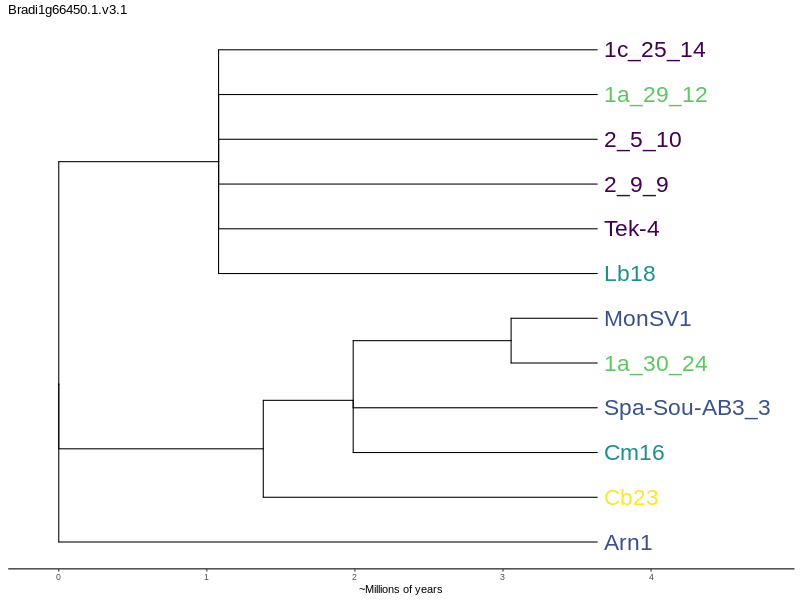 Bradi1g66450.1.v3.1
1c_25_14
1a_29_12
2_5_10
2_9_9
Tek-4
Lb18
MonSV1
1a_30_24
Spa-Sou-AB3_3
Cm16
Cb23
Arn1
0 1 2 3 4
~Millions of years